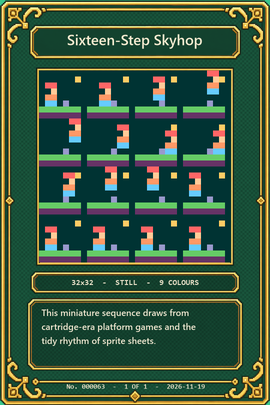 Sixteen-Step Skyhop
32x32 - STILL - 9 COLOURS
This miniature sequence draws from
cartridge-era platform games and the
tidy rhythm of sprite sheets.
No. 000063 - 1 OF 1 - 2026-11-19